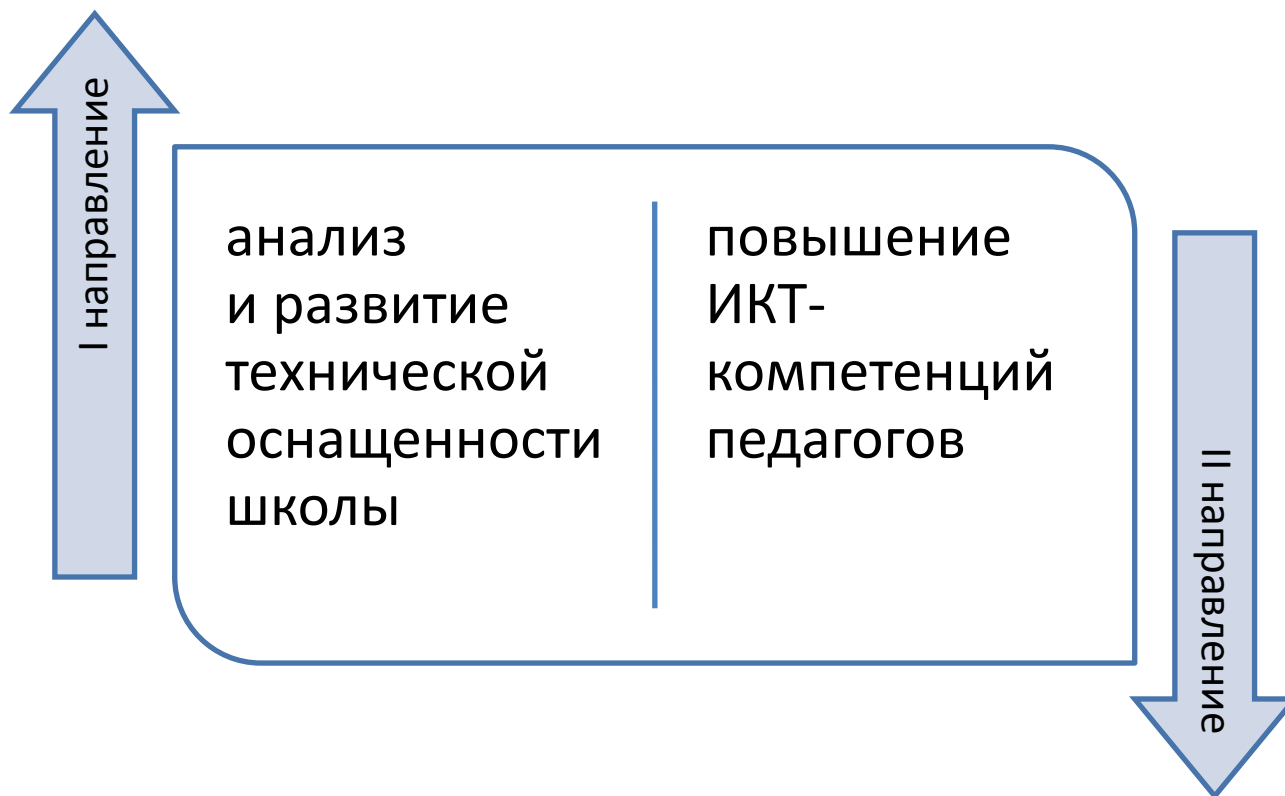 I направление
анализ
и развитие
технической
оснащенности
школы
повышение
ИКТ-
компетенций
педагогов
II направление